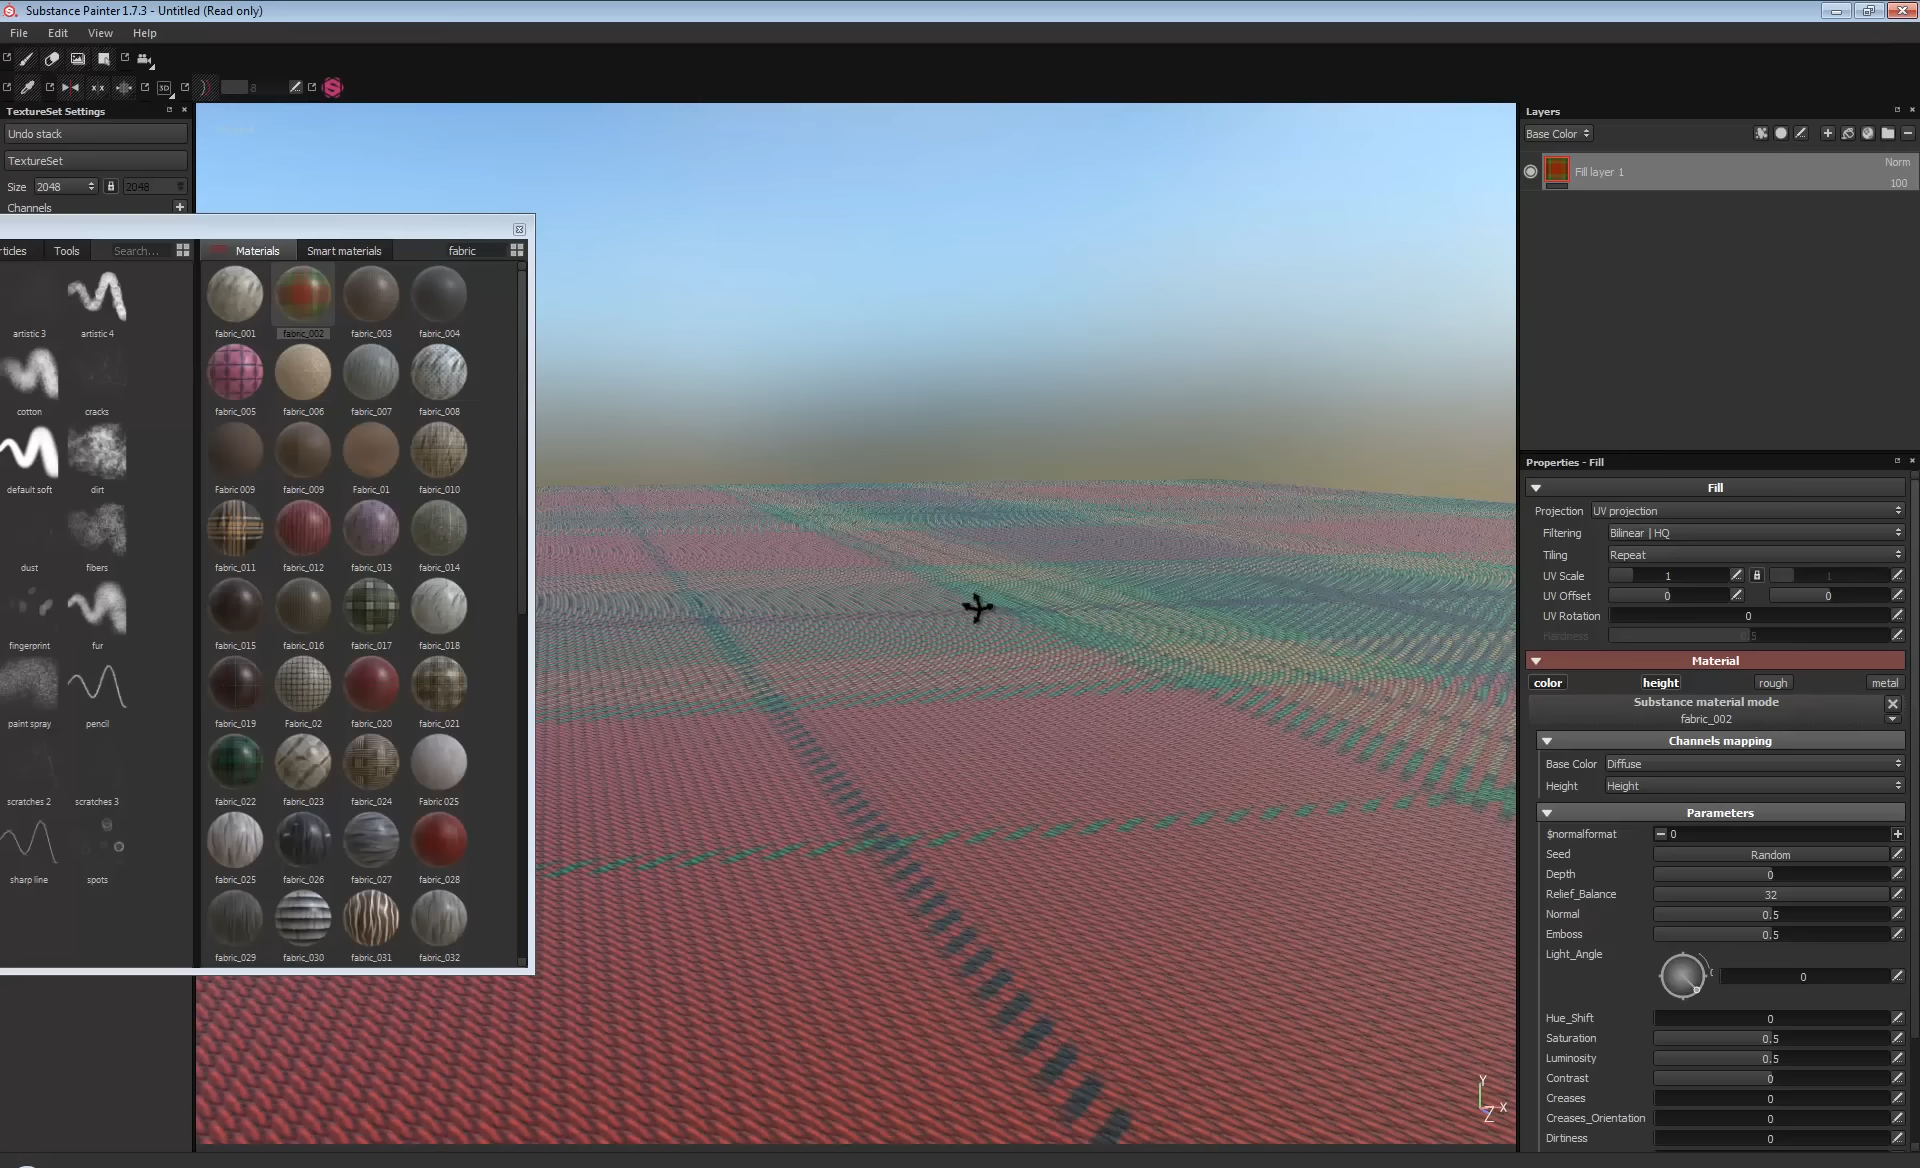 Substance Painter 1.7.3 - Untitled (Read only)
File Edit View Help
3D
a
TextureSet Settings
Undo stack
TextureSet
Size 2048 2048
Channels
rticles Tools Search...
artistic 3 artistic 4
cotton cracks
default soft dirt
dust fibers
fingerprint fur
paint spray pencil
scratches 2 scratches 3
sharp line spots
Materials Smart materials fabric
fabric_001 fabric_002 fabric_003 fabric_004
fabric_005 fabric_006 fabric_007 fabric_008
Fabric 009 fabric_009 Fabric_01 fabric_010
fabric_011 fabric_012 fabric_013 fabric_014
fabric_015 fabric_016 fabric_017 fabric_018
fabric_019 Fabric_02 fabric_020 fabric_021
fabric_022 fabric_023 fabric_024 Fabric 025
fabric_025 fabric_026 fabric_027 fabric_028
fabric_029 fabric_030 fabric_031 fabric_032
Y
X
Z
Layers
Base Color
Fill layer 1 Norm
100
Properties - Fill
Fill
Projection UV projection
Filtering Bilinear | HQ
Tiling Repeat
UV Scale 1 1
UV Offset 0 0
UV Rotation 0
Hardness 0.5
Material
color height rough metal
Substance material mode
fabric_002
Channels mapping
Base Color Diffuse
Height Height
Parameters
$normalformat 0
Seed Random
Depth 0
Relief_Balance 32
Normal 0.5
Emboss 0.5
Light_Angle
0
Hue_Shift 0
Saturation 0.5
Luminosity 0.5
Contrast 0
Creases 0
Creases_Orientation 0
Dirtiness 0